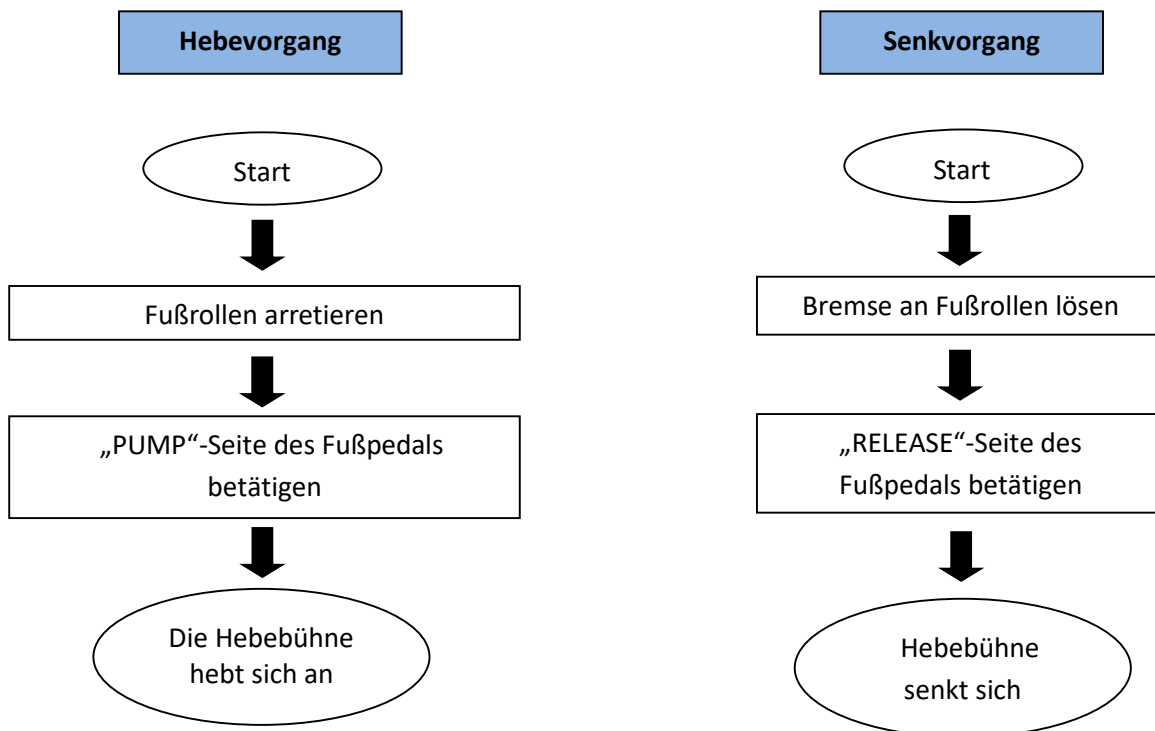 Hebevorgang
Start
Fußrollen arretieren
„PUMP“-Seite des Fußpedals
betätigen
Die Hebebühne
hebt sich an
Senkvorgang
Start
Bremse an Fußrollen lösen
„RELEASE“-Seite des
Fußpedals betätigen
Hebebühne
senkt sich